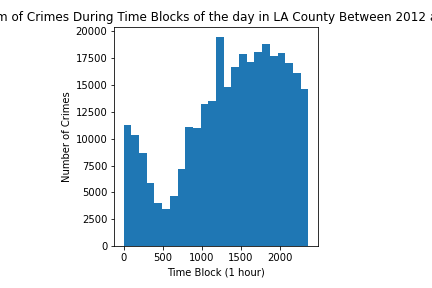 m of Crimes During Time Blocks of the day in LA County Between 2012 a
20000
17500
15000
12500
10000
7500
5000
2500
0
Number of Crimes
0 500 1000 1500 2000
Time Block (1 hour)